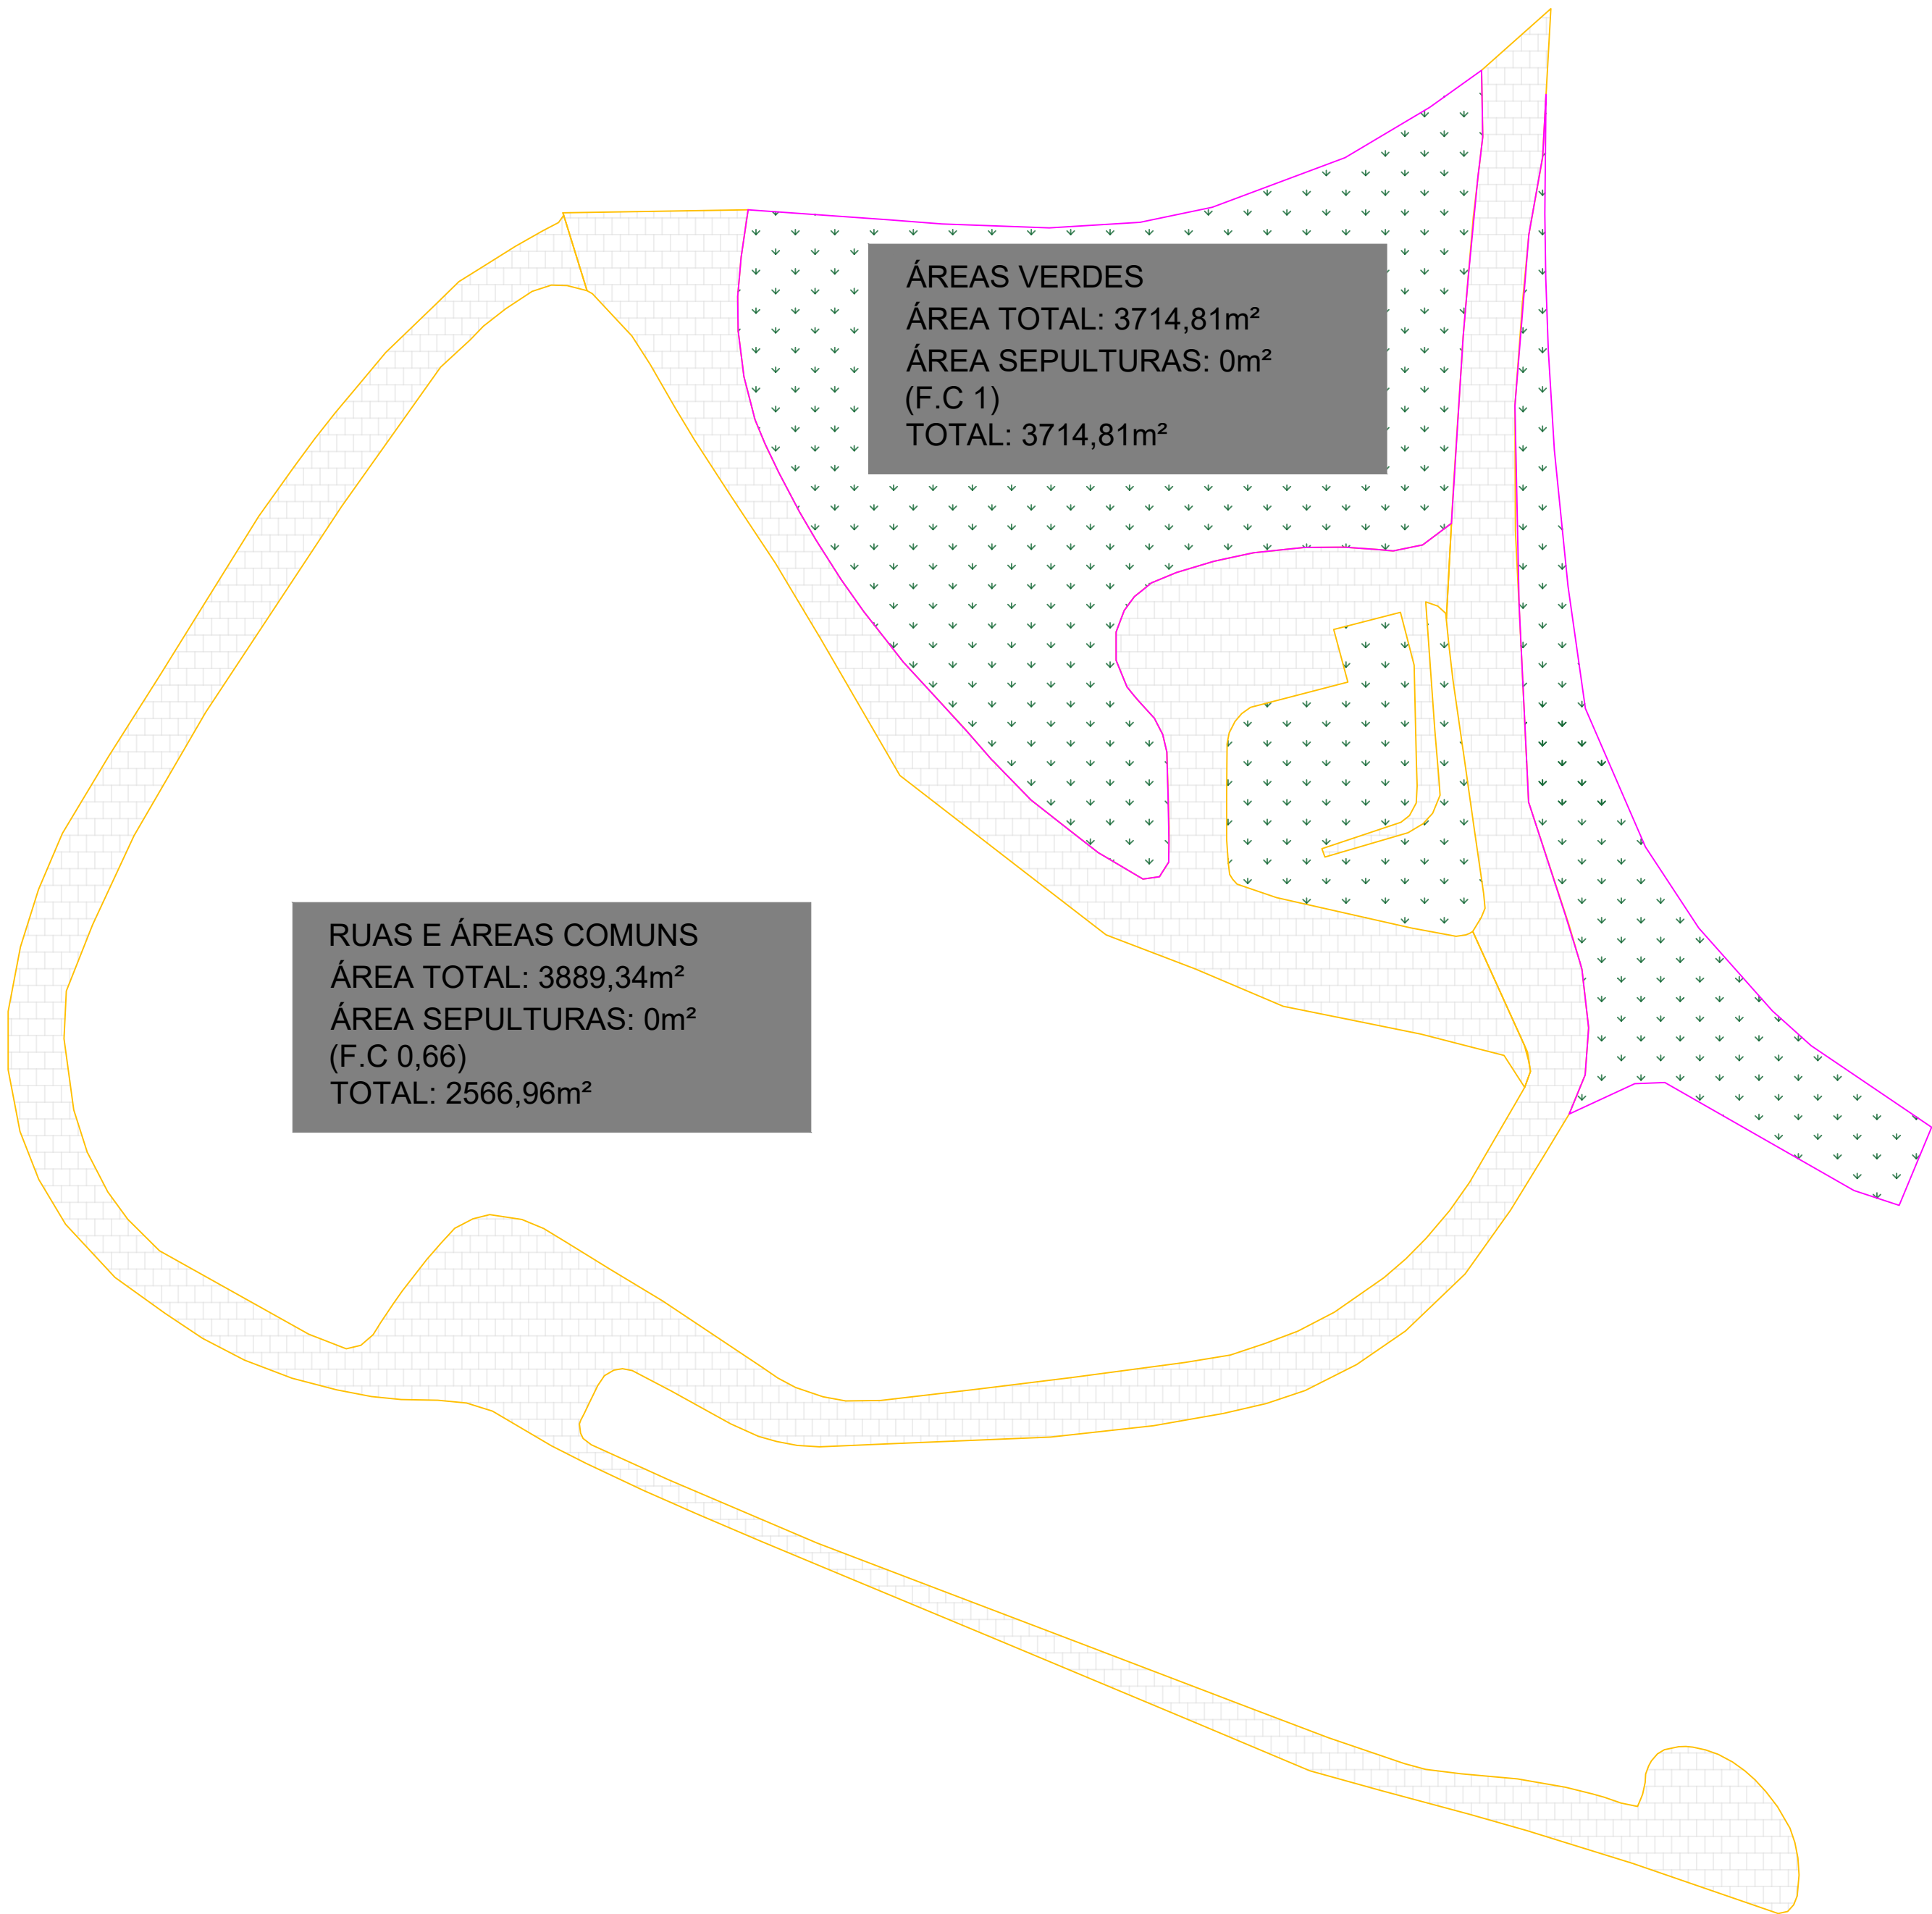 ÁREAS VERDES
ÁREA TOTAL: 3714,81m²
ÁREA SEPULTURAS: 0m²
(F.C 1)
TOTAL: 3714,81m²
RUAS E ÁREAS COMUNS
ÁREA TOTAL: 3889,34m²
ÁREA SEPULTURAS: 0m²
(F.C 0,66)
TOTAL: 2566,96m²